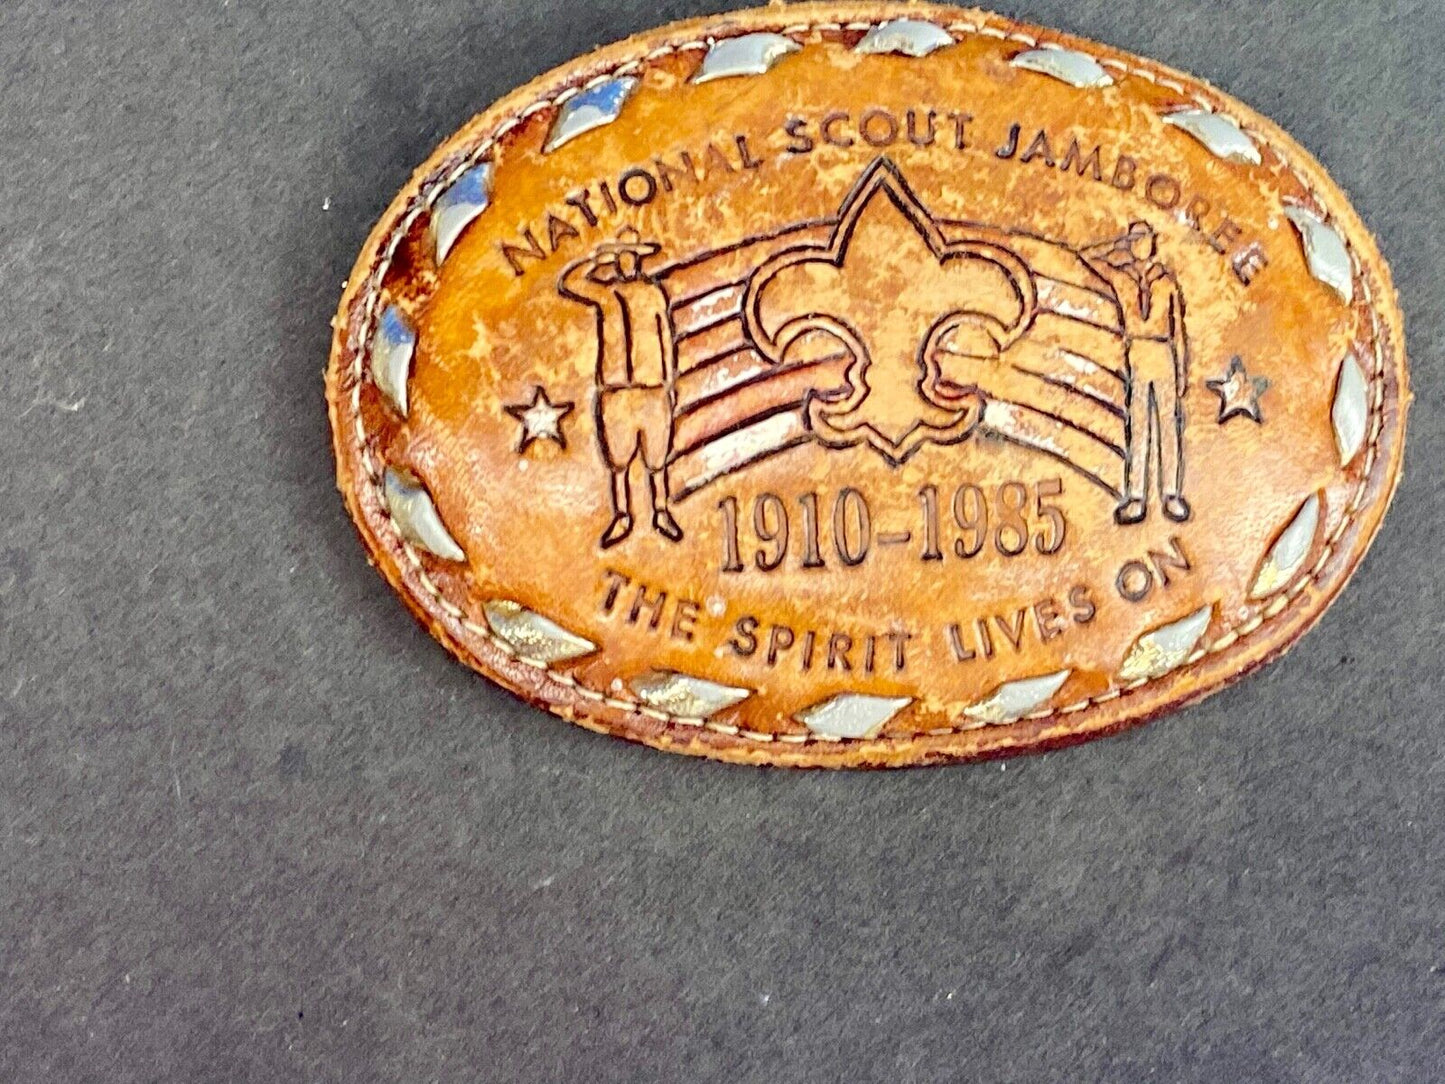 NATIONAL SCOUT JAMBOREE
1910-1985
THE SPIRIT LIVES ON